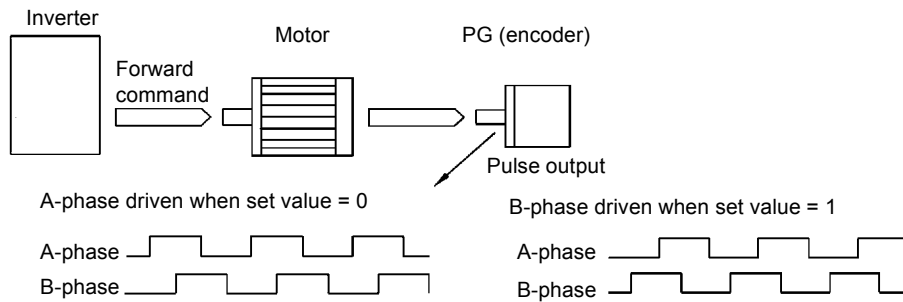 Inverter
Motor
PG (encoder)
Forward
command
Pulse output
A-phase driven when set value = 0
B-phase driven when set value = 1
A-phase
B-phase
A-phase
B-phase